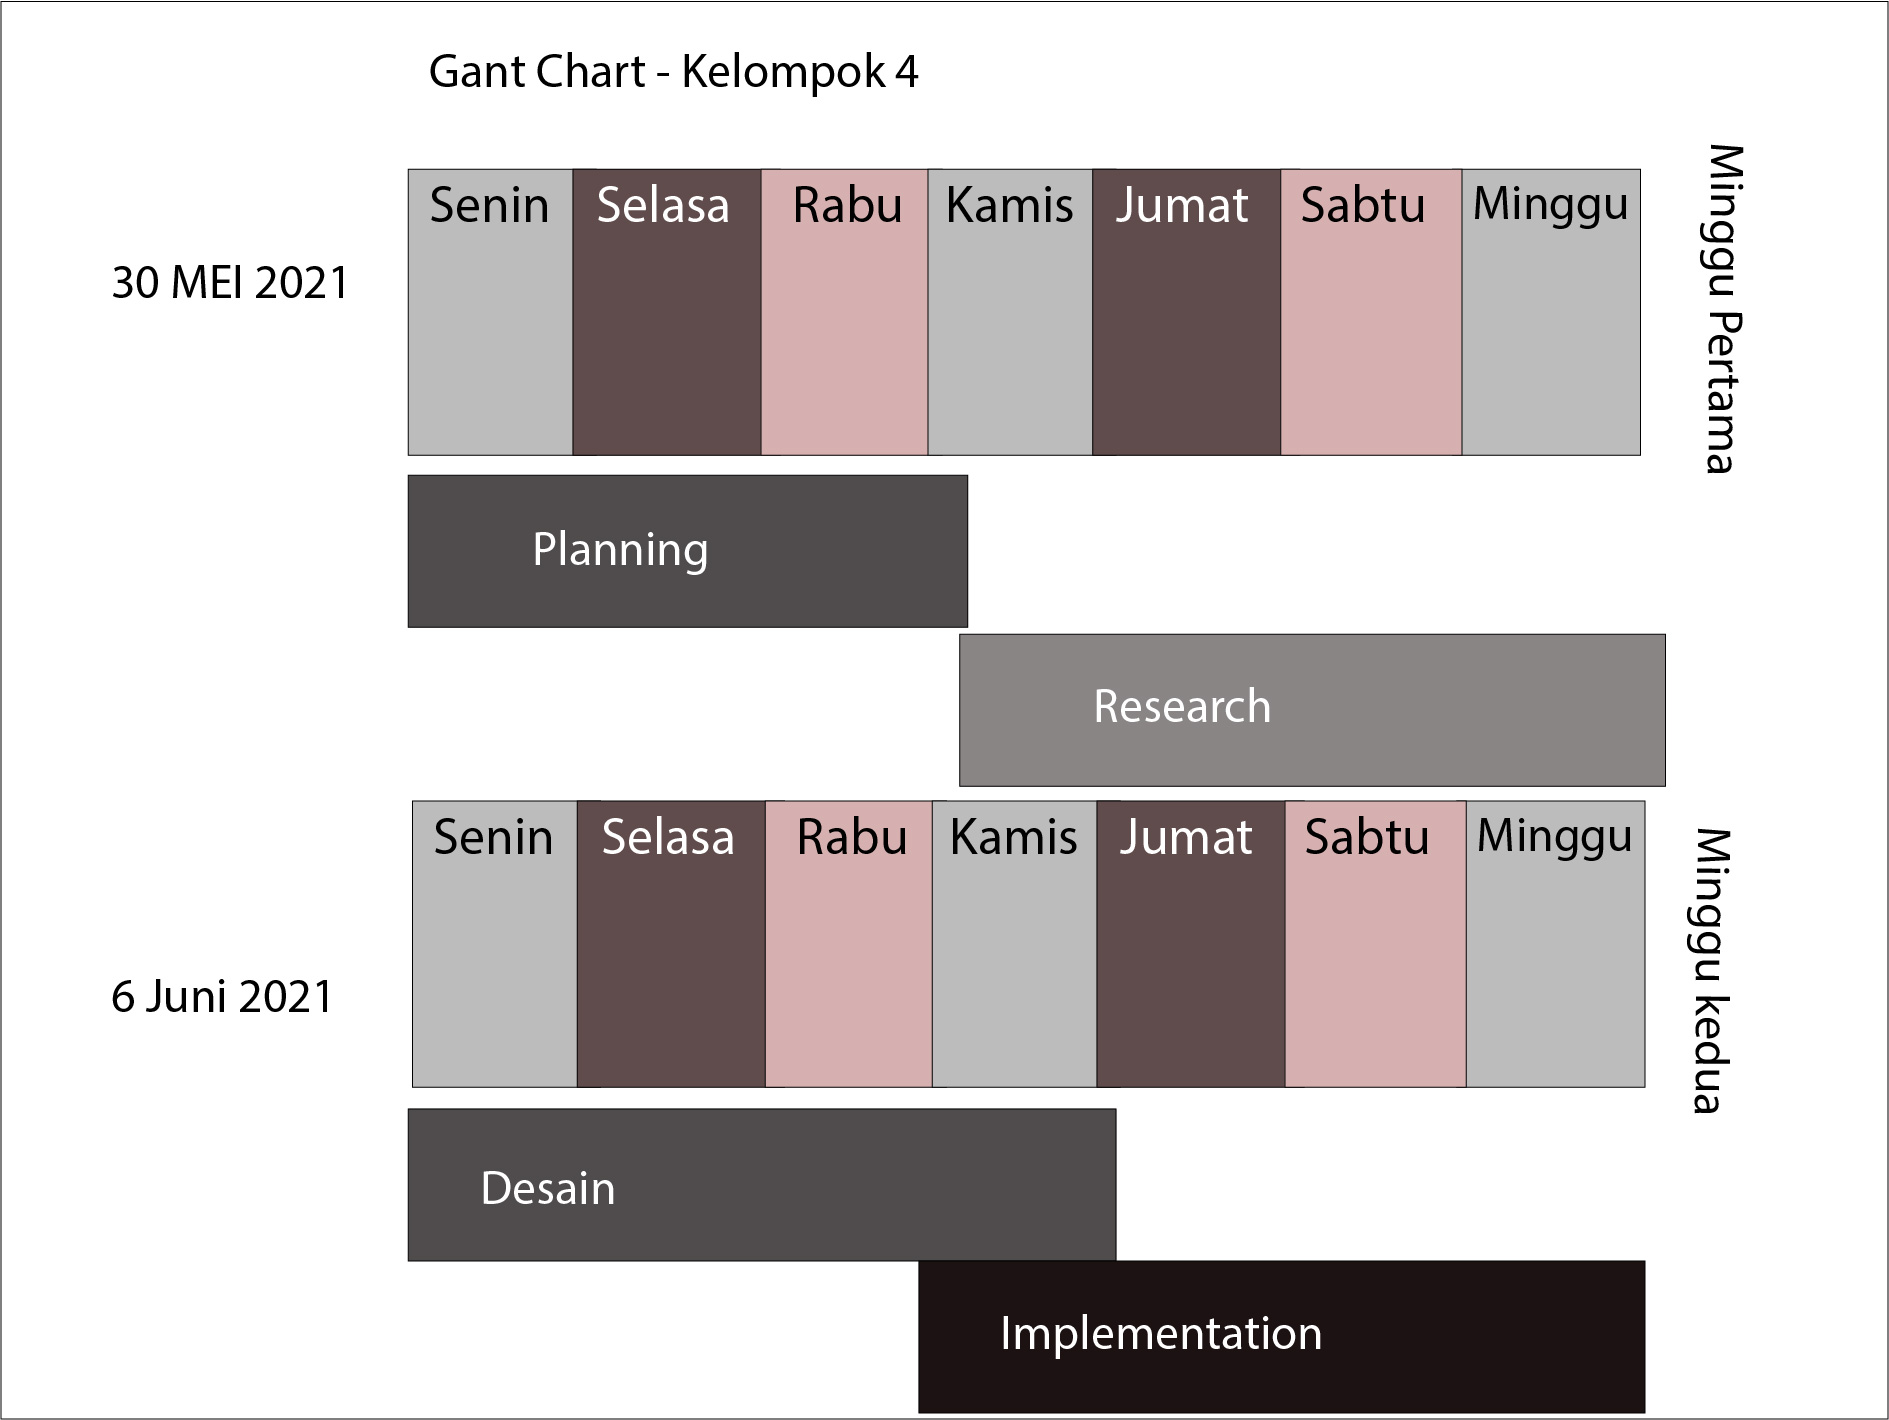 Gant Chart - Kelompok 4
Senin Selasa Rabu Kamis Jumat Sabtu Minggu
Minggu Pertama
30 MEI 2021
Planning
Research
Senin Selasa Rabu Kamis Jumat Sabtu Minggu
Minggu kedua
6 Juni 2021
Desain
Implementation